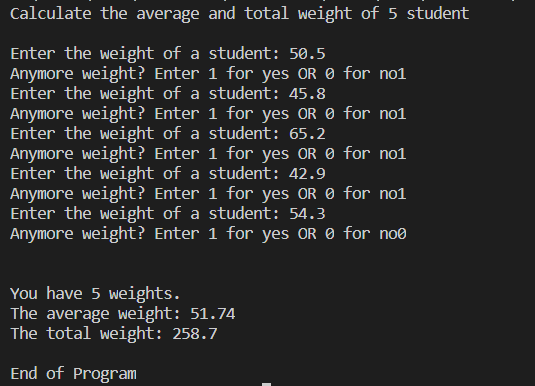 Calculate the average and total weight of 5 student
Enter the weight of a student: 50.5
Anymore weight? Enter 1 for yes OR 0 for no1
Enter the weight of a student: 45.8
Anymore weight? Enter 1 for yes OR 0 for no1
Enter the weight of a student: 65.2
Anymore weight? Enter 1 for yes OR 0 for no1
Enter the weight of a student: 42.9
Anymore weight? Enter 1 for yes OR 0 for no1
Enter the weight of a student: 54.3
Anymore weight? Enter 1 for yes OR 0 for no0
You have 5 weights.
The average weight: 51.74
The total weight: 258.7
End of Program